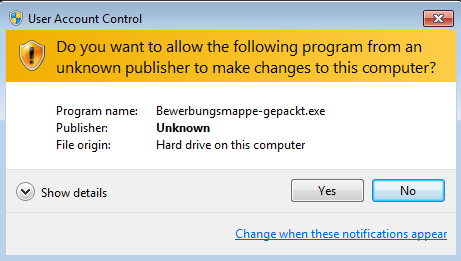 User Account Control
Do you want to allow the following program from an
unknown publisher to make changes to this computer?
Program name: Bewerbungsmappe-gepackt.exe
Publisher: Unknown
File origin: Hard drive on this computer
Show details Yes No
Change when these notifications appear